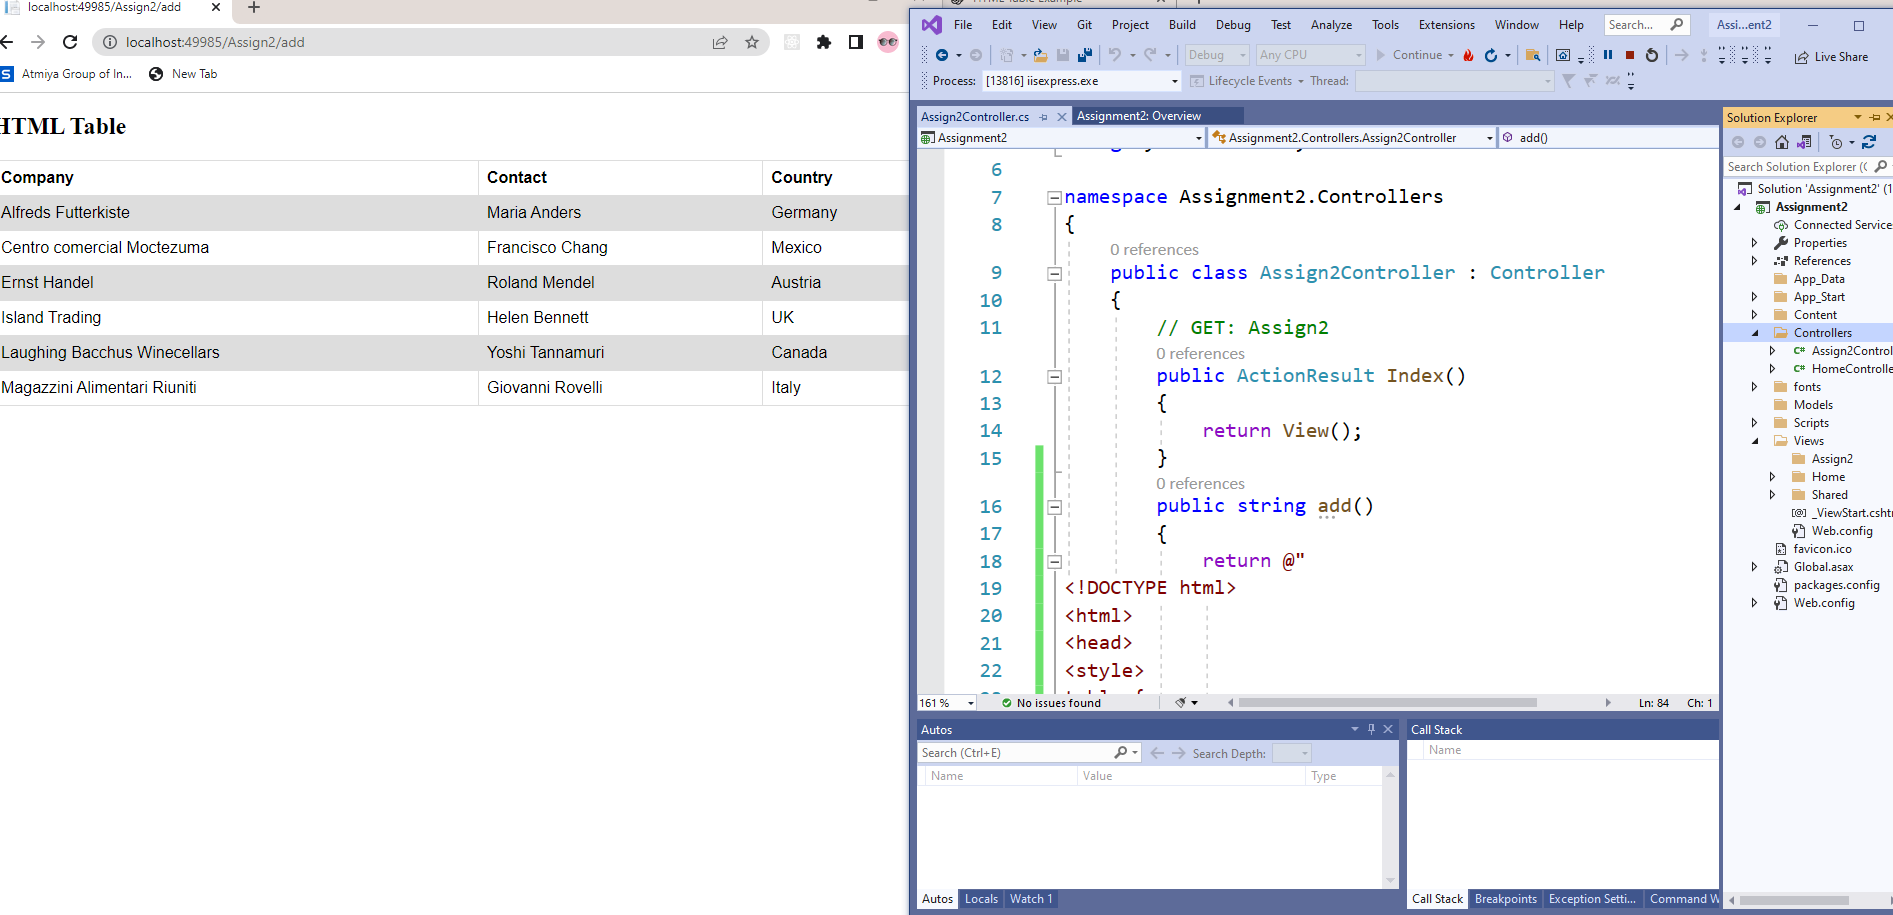 localhost:49985/Assign2/add
localhost:49985/Assign2/add
S Atmiya Group of In...
New Tab
HTML Table
Company Contact Country
Alfreds Futterkiste Maria Anders Germany
Centro comercial Moctezuma Francisco Chang Mexico
Ernst Handel Roland Mendel Austria
Island Trading Helen Bennett UK
Laughing Bacchus Winecellars Yoshi Tannamuri Canada
Magazzini Alimentari Riuniti Giovanni Rovelli Italy
File Edit View Git Project Build Debug Test Analyze Tools Extensions Window Help Search... Assi...ent2
Debug Any CPU Continue Live Share
Process: [13816] iisexpress.exe Lifecycle Events Thread:
Assign2Controller.cs Assignment2: Overview
Assignment2 Assignment2.Controllers.Assign2Controller add()
6
7 namespace Assignment2.Controllers
8 {
0 references
9 public class Assign2Controller : Controller
10 {
11 // GET: Assign2
0 references
12 public ActionResult Index()
13 {
14 return View();
15 }
0 references
16 public string add()
17 {
18 return @"
19 <!DOCTYPE html>
20 <html>
21 <head>
22 <style>
161 % No issues found Ln: 84 Ch: 1
Autos
Search (Ctrl+E) Search Depth:
Name Value Type
Autos Locals Watch 1
Call Stack
Name
Call Stack Breakpoints Exception Setti... Command W
Solution Explorer
Search Solution Explorer (C
Solution 'Assignment2' (1
Assignment2
Connected Service
Properties
References
App_Data
App_Start
Content
Controllers
C# Assign2Control
C# HomeControlle
fonts
Models
Scripts
Views
Assign2
Home
Shared
_ViewStart.cshtm
Web.config
favicon.ico
Global.asax
packages.config
Web.config